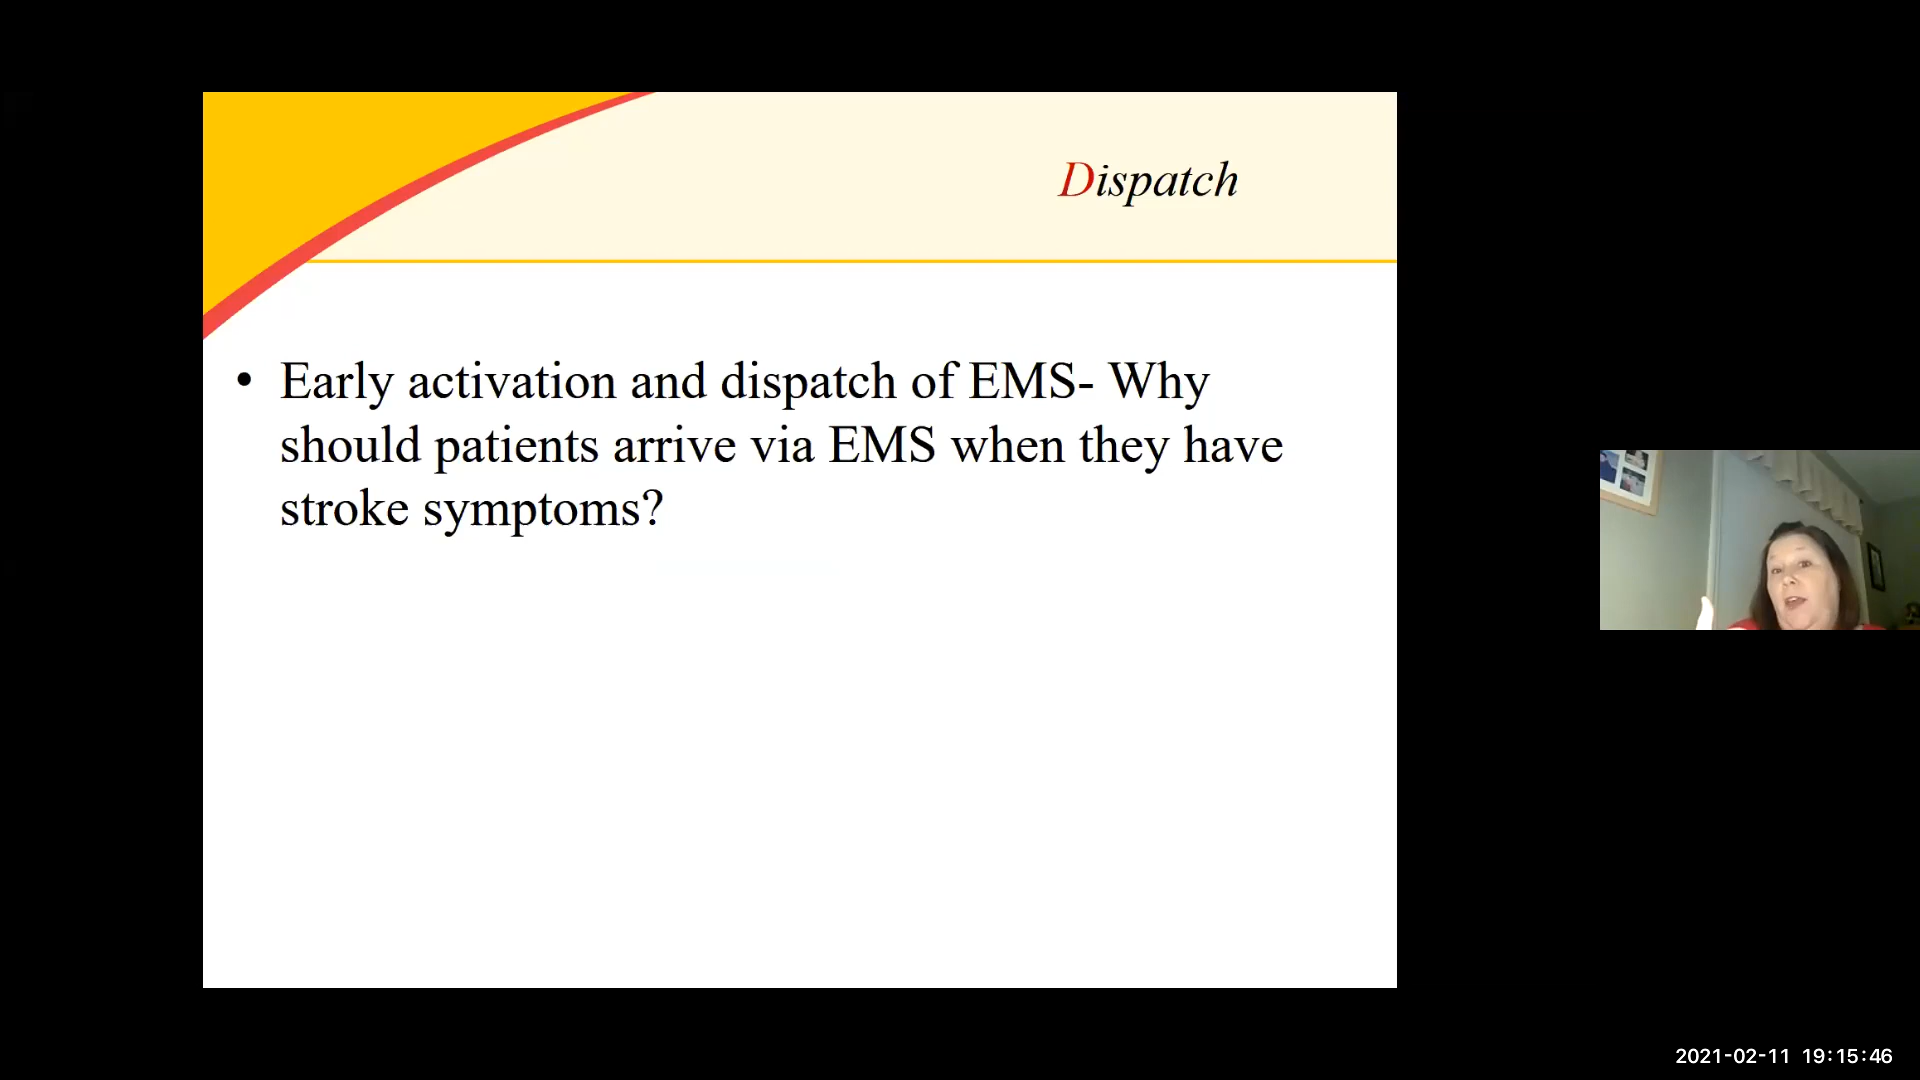 Dispatch
• Early activation and dispatch of EMS- Why
should patients arrive via EMS when they have
stroke symptoms?
2021-02-11 19:15:46